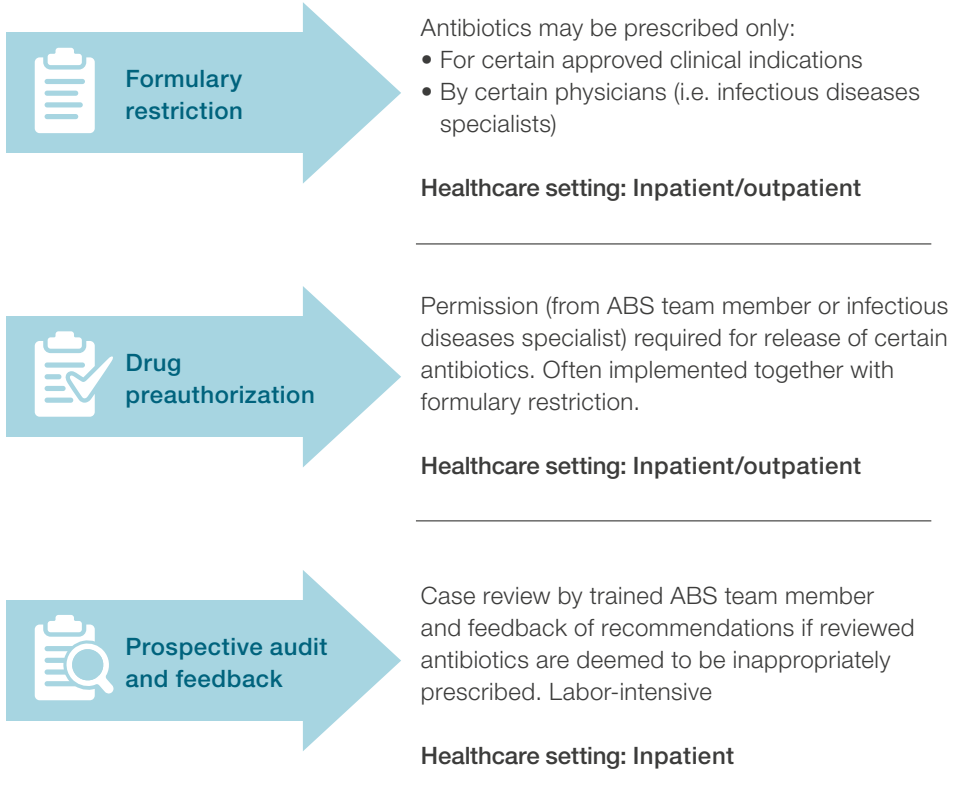 Formulary
restriction
Antibiotics may be prescribed only:
• For certain approved clinical indications
• By certain physicians (i.e. infectious diseases
specialists)
Healthcare setting: Inpatient/outpatient
Drug
preauthorization
Permission (from ABS team member or infectious
diseases specialist) required for release of certain
antibiotics. Often implemented together with
formulary restriction.
Healthcare setting: Inpatient/outpatient
Prospective audit
and feedback
Case review by trained ABS team member
and feedback of recommendations if reviewed
antibiotics are deemed to be inappropriately
prescribed. Labor-intensive
Healthcare setting: Inpatient